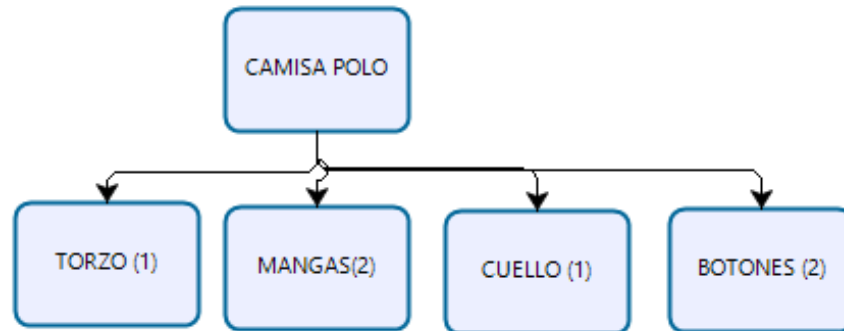 CAMISA POLO
TORZO (1)
MANGAS(2)
CUELLO (1)
BOTONES (2)